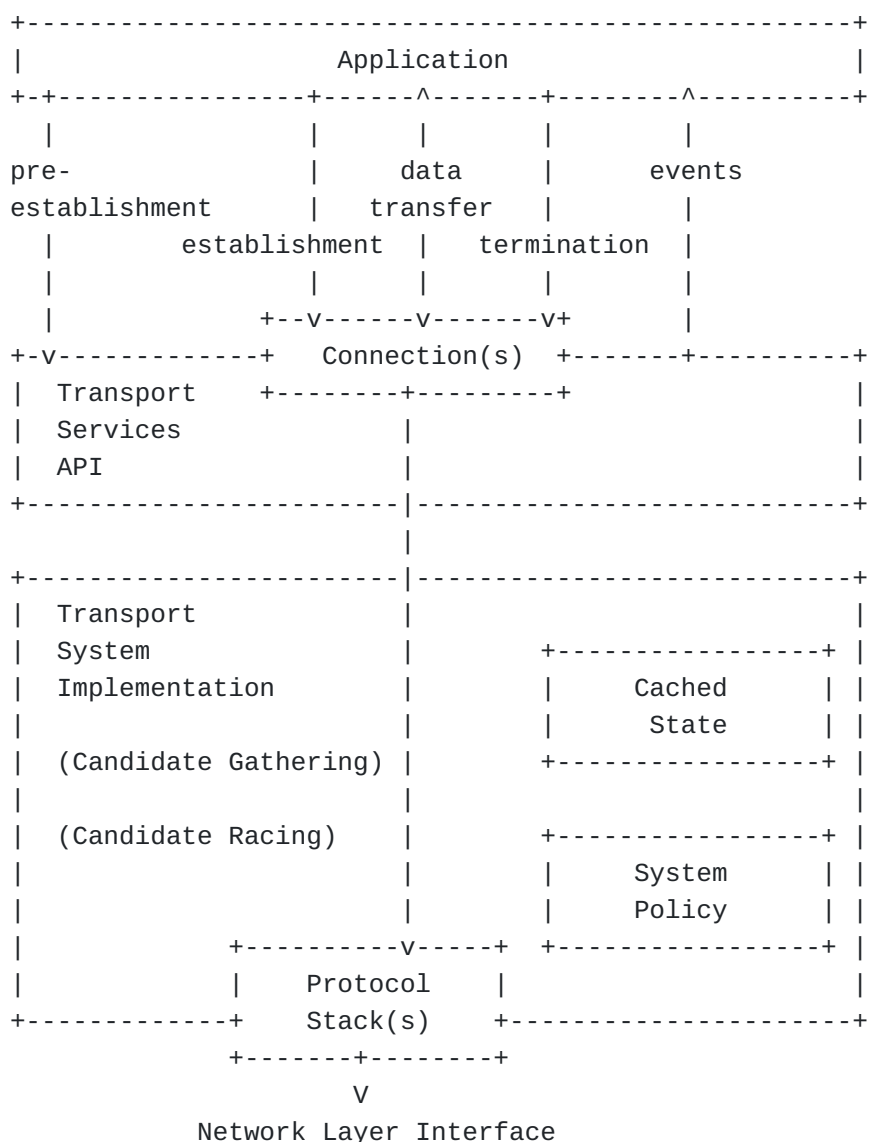 Application
pre- data events
establishment transfer
establishment termination
Connection(s)
Transport
Services
API
Transport
System
Implementation Cached
State
(Candidate Gathering)
(Candidate Racing)
System
Policy
Protocol
Stack(s)
V
Network Layer Interface